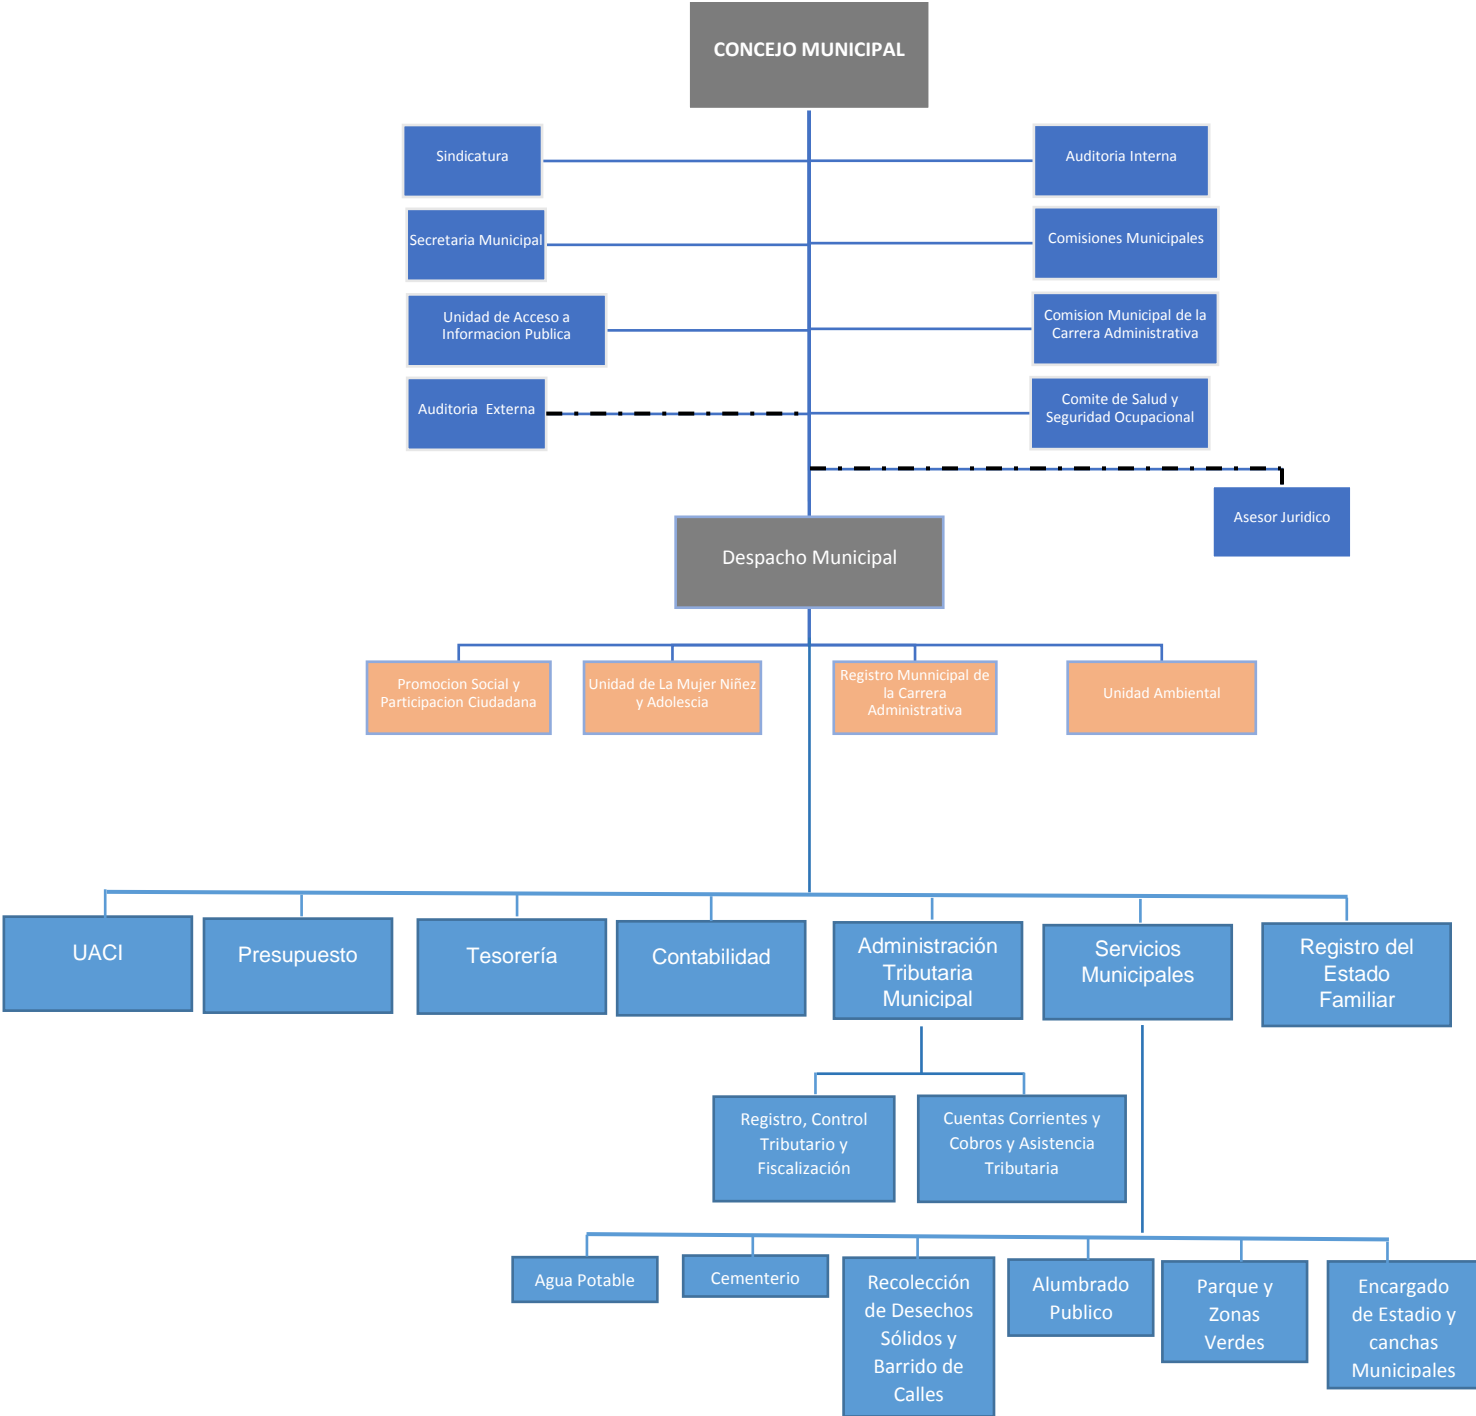 CONCEJO MUNICIPAL
Sindicatura
Auditoria Interna
Secretaria Municipal
Comisiones Municipales
Unidad de Acceso a
Informacion Publica
Comision Municipal de la
Carrera Administrativa
Auditoria Externa
Comite de Salud y
Seguridad Ocupacional
Asesor Juridico
Despacho Municipal
Promocion Social y
Participacion Ciudadana
Unidad de La Mujer Niñez
y Adolescia
Registro Munnicipal de
la Carrera
Administrativa
Unidad Ambiental
UACI
Presupuesto
Tesorería
Contabilidad
Administración
Tributaria
Municipal
Servicios
Municipales
Registro del
Estado
Familiar
Registro, Control
Tributario y
Fiscalización
Cuentas Corrientes y
Cobros y Asistencia
Tributaria
Agua Potable
Cementerio
Recolección
de Desechos
Sólidos y
Barrido de
Calles
Alumbrado
Publico
Parque y
Zonas
Verdes
Encargado
de Estadio y
canchas
Municipales